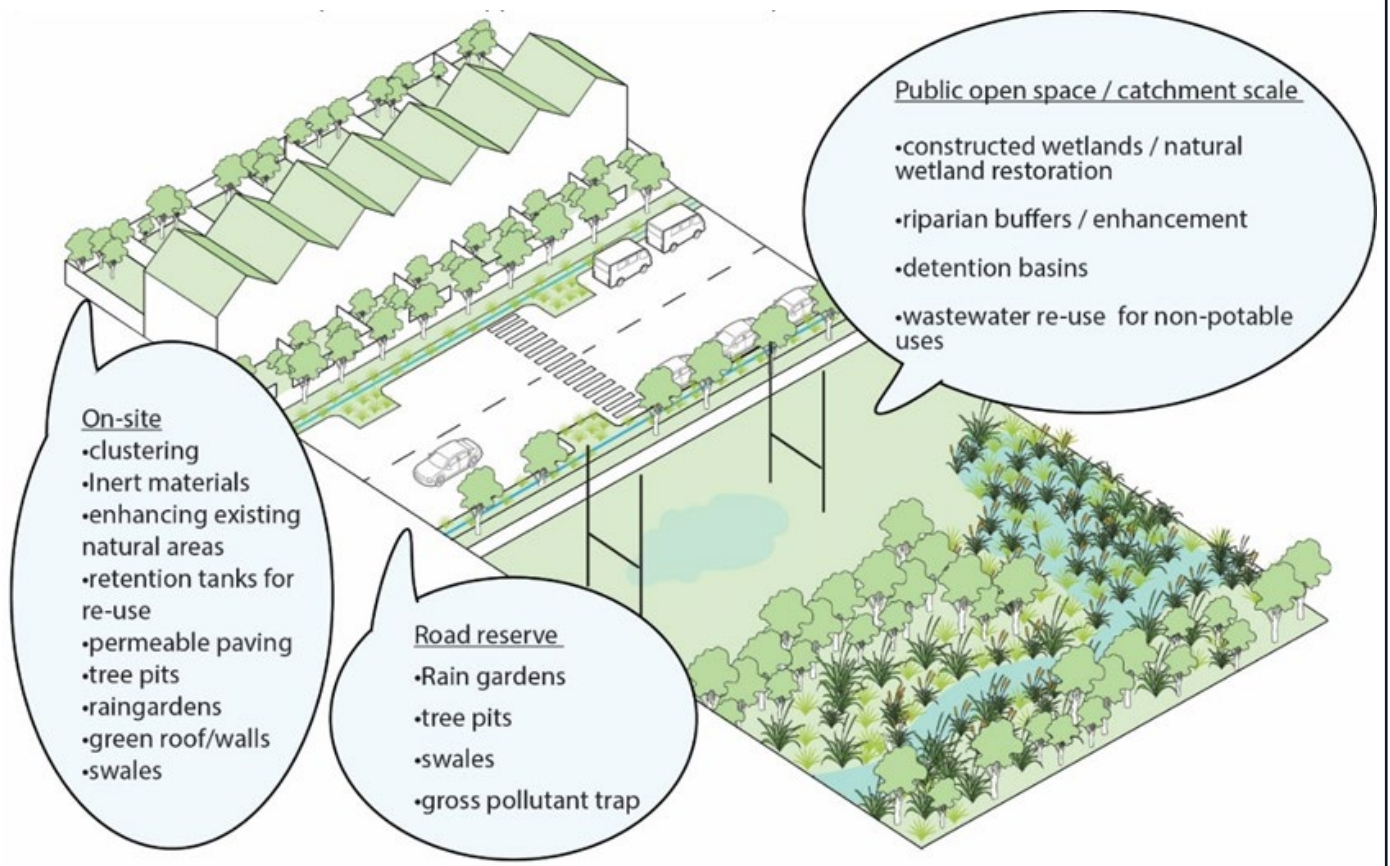 On-site
•clustering
•Inert materials
•enhancing existing
natural areas
•retention tanks for
re-use
•permeable paving
•tree pits
•raingardens
•green roof/walls
•swales
Road reserve
•Rain gardens
•tree pits
•swales
•gross pollutant trap
Public open space / catchment scale
•constructed wetlands / natural
wetland restoration
•riparian buffers / enhancement
•detention basins
•wastewater re-use for non-potable
uses